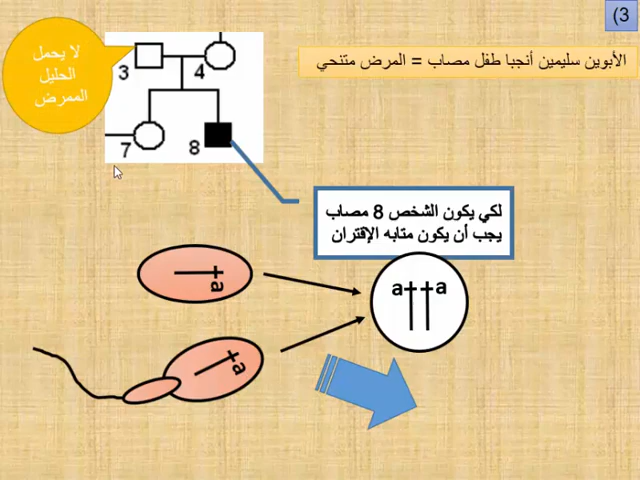 3)
الأبوين سليمين أنجبا طفل مصاب = المرض متنحي
لا يحمل
الحليل
الممرض
3
4
7
8
لكي يكون الشخص 8 مصاب
يجب أن يكون متابه الإقتران
a
a
a a